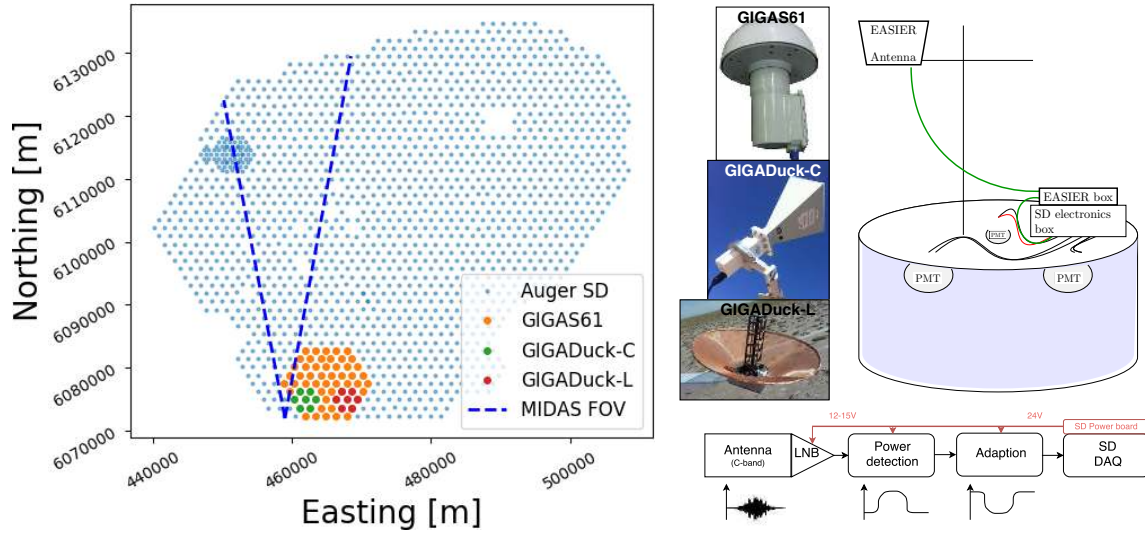 Northing [m]
6130000
6120000
6110000
6100000
6090000
6080000
6070000
440000
460000
480000
500000
Easting [m]
Auger SD
GIGAS61
GIGADuck-C
GIGADuck-L
MIDAS FOV
GIGAS61
GIGADuck-C
GIGADuck-L
EASIER
Antenna
EASIER box
SD electronics
box
PMT
PMT
PMT
12-15V
24V
SD Power board
Antenna
(C-band)
LNB
Power
detection
Adaption
SD
DAQ